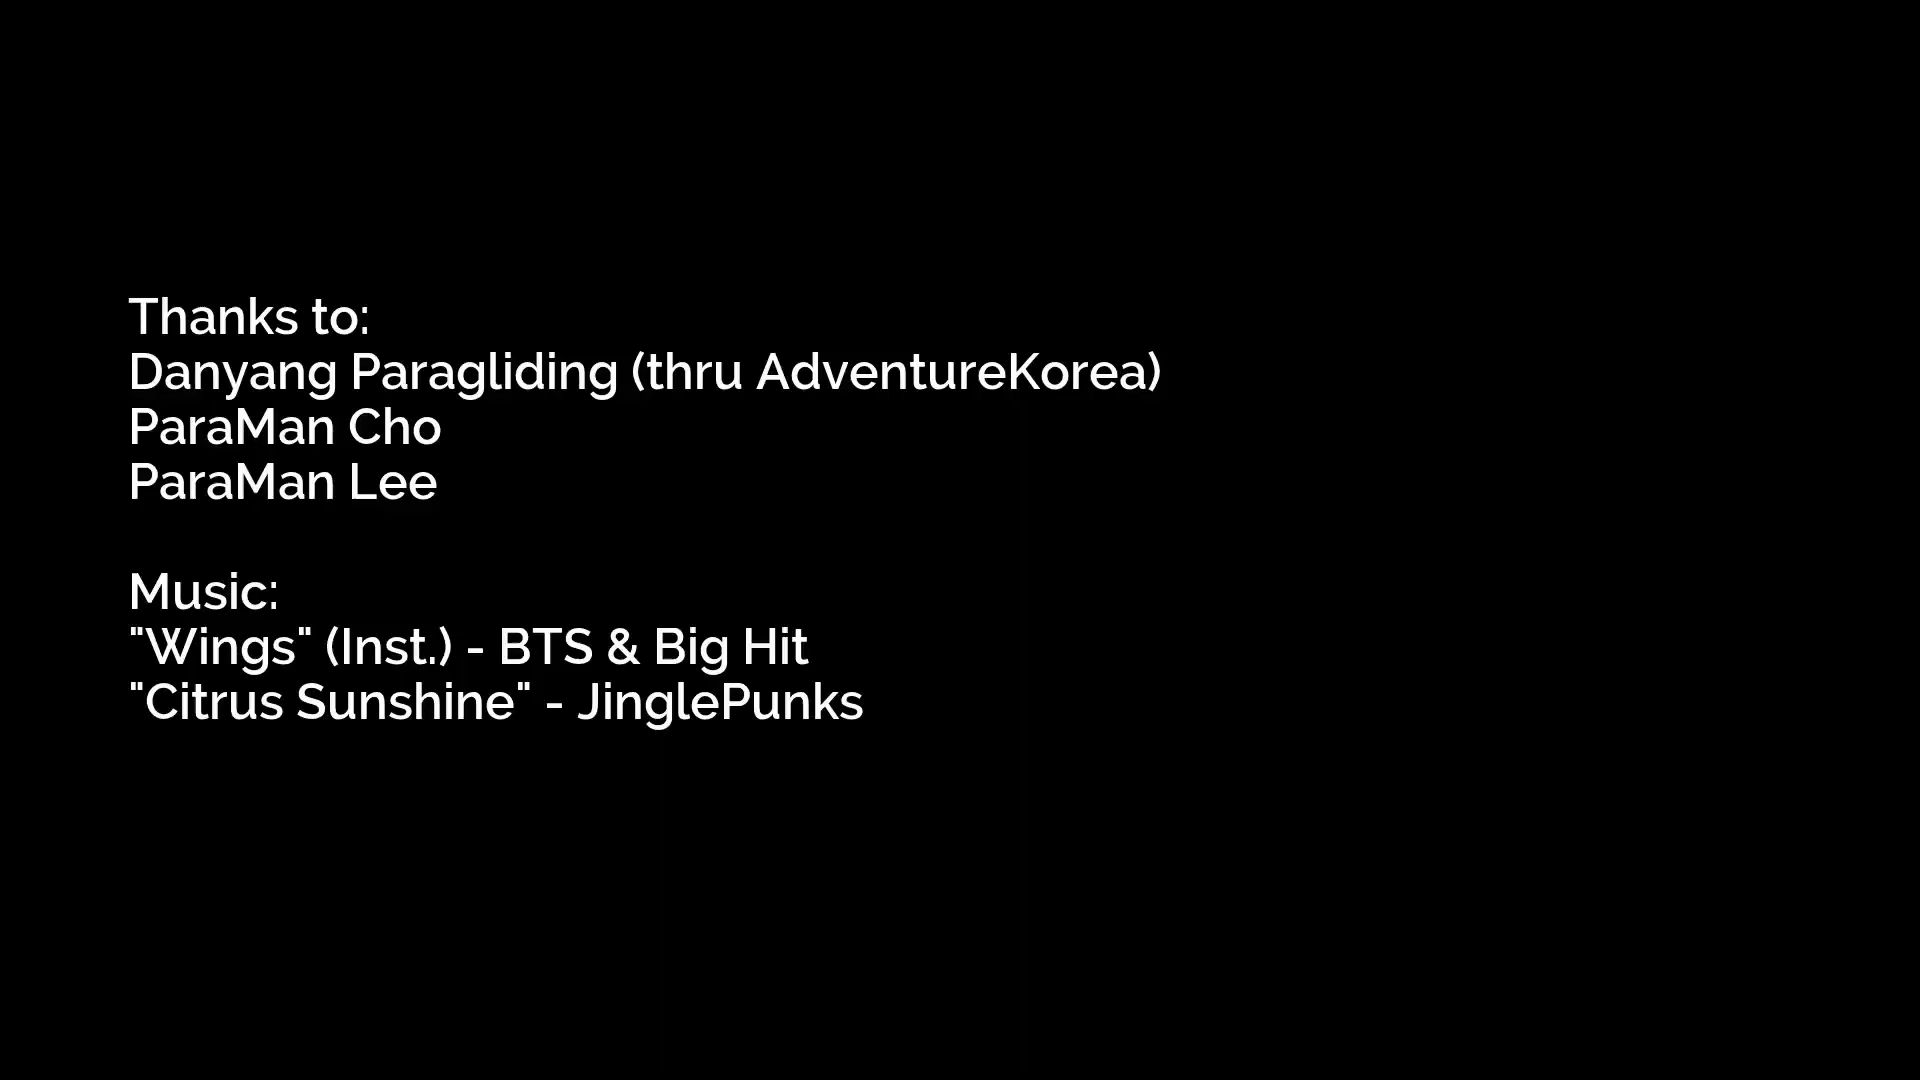 Thanks to:
Danyang Paragliding (thru AdventureKorea)
ParaMan Cho
ParaMan Lee
Music:
"Wings" (Inst.) - BTS & Big Hit
"Citrus Sunshine" - JinglePunks